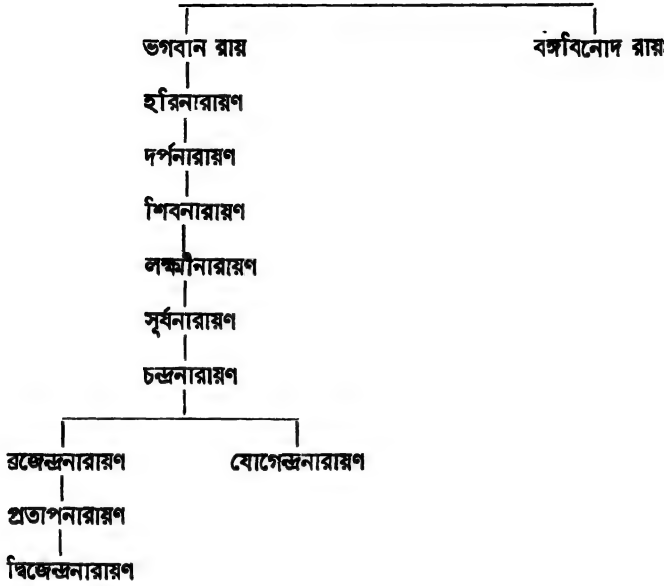 ভগবান রায় বঙ্গবিনোদ রায়
হরিনারায়ণ
দর্পনারায়ণ
শিবনারায়ণ
লক্ষ্মীনারায়ণ
সূর্যনারায়ণ
চন্দ্রনারায়ণ
ব্রজেন্দ্রনারায়ণ যোগেন্দ্রনারায়ণ
প্রতাপনারায়ণ
দ্বিজেন্দ্রনারায়ণ